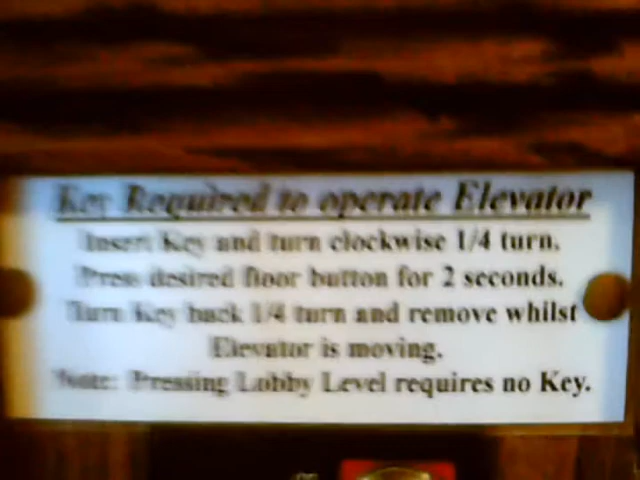 Key Required to operate Elevator
Insert Key and turn clockwise 1/4 turn.
Press desired floor button for 2 seconds.
Turn Key back 1/4 turn and remove whilst
Elevator is moving.
Note: Pressing Lobby Level requires no Key.